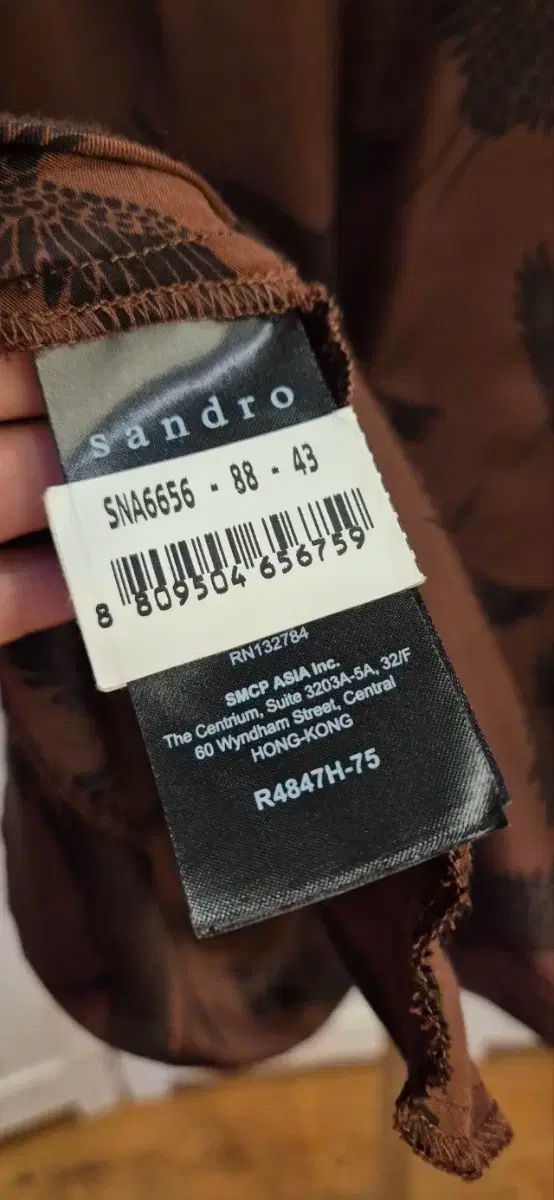 sandro
SNA6656 - 88 - 43
8 809504 656759
RN132784
SMCP ASIA Inc.
The Centrium, Suite 3203A-5A, 32/F
60 Wyndham Street, Central
HONG-KONG
R4847H-75